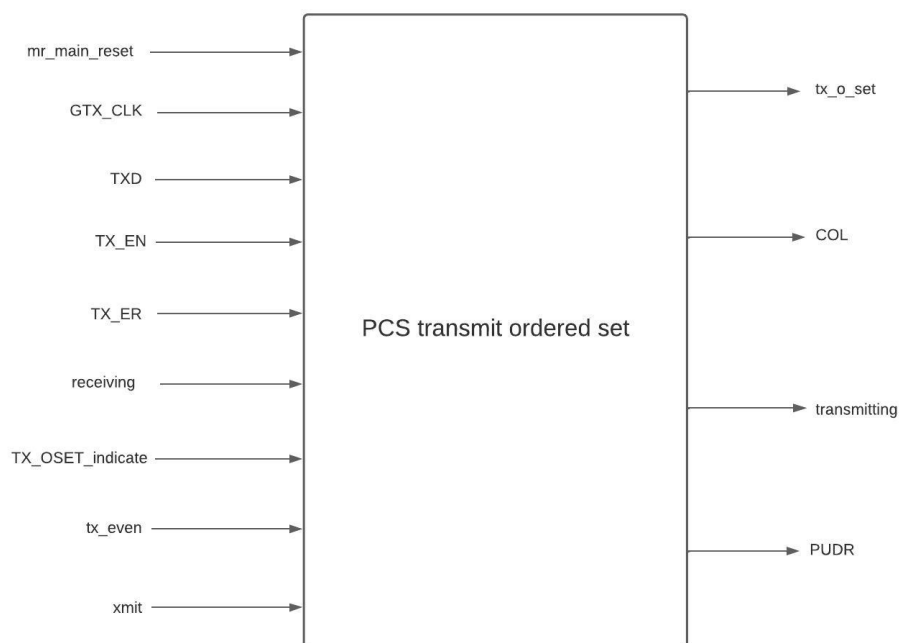 mr_main_reset
GTX_CLK
TXD
TX_EN
TX_ER
receiving
TX_OSET_indicate
tx_even
xmit
PCS transmit ordered set
tx_o_set
COL
transmitting
PUDR